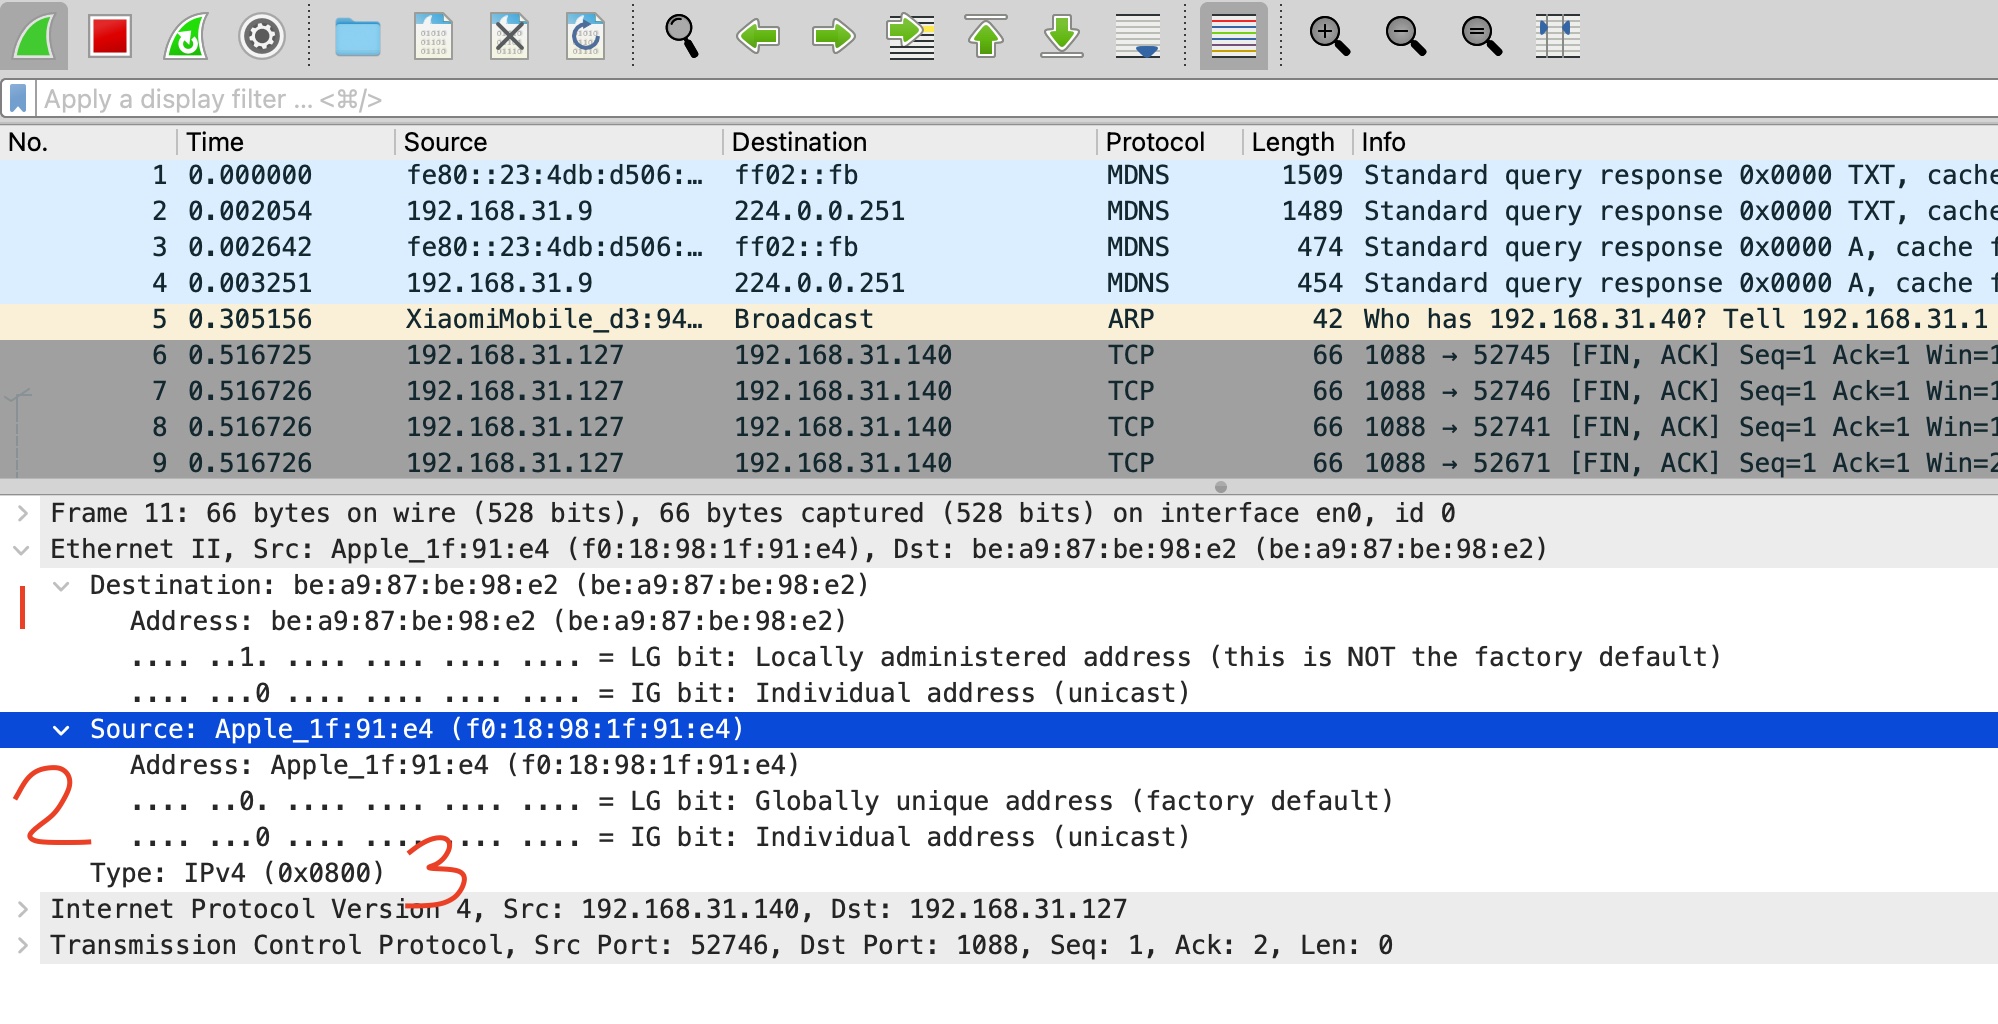 Apply a display filter ... <⌘/>
No. Time Source Destination Protocol Length Info
1 0.000000 fe80::23:4db:d506:… ff02::fb MDNS 1509 Standard query response 0x0000 TXT, cache
2 0.002054 192.168.31.9 224.0.0.251 MDNS 1489 Standard query response 0x0000 TXT, cache
3 0.002642 fe80::23:4db:d506:… ff02::fb MDNS 474 Standard query response 0x0000 A, cache f
4 0.003251 192.168.31.9 224.0.0.251 MDNS 454 Standard query response 0x0000 A, cache f
5 0.305156 XiaomiMobile_d3:94… Broadcast ARP 42 Who has 192.168.31.40? Tell 192.168.31.1
6 0.516725 192.168.31.127 192.168.31.140 TCP 66 1088 → 52745 [FIN, ACK] Seq=1 Ack=1 Win=1
7 0.516726 192.168.31.127 192.168.31.140 TCP 66 1088 → 52746 [FIN, ACK] Seq=1 Ack=1 Win=1
8 0.516726 192.168.31.127 192.168.31.140 TCP 66 1088 → 52741 [FIN, ACK] Seq=1 Ack=1 Win=1
9 0.516726 192.168.31.127 192.168.31.140 TCP 66 1088 → 52671 [FIN, ACK] Seq=1 Ack=1 Win=2
Frame 11: 66 bytes on wire (528 bits), 66 bytes captured (528 bits) on interface en0, id 0
Ethernet II, Src: Apple_1f:91:e4 (f0:18:98:1f:91:e4), Dst: be:a9:87:be:98:e2 (be:a9:87:be:98:e2)
Destination: be:a9:87:be:98:e2 (be:a9:87:be:98:e2)
1
Address: be:a9:87:be:98:e2 (be:a9:87:be:98:e2)
.... ..1. .... .... .... .... = LG bit: Locally administered address (this is NOT the factory default)
.... ...0 .... .... .... .... = IG bit: Individual address (unicast)
Source: Apple_1f:91:e4 (f0:18:98:1f:91:e4)
Address: Apple_1f:91:e4 (f0:18:98:1f:91:e4)
2
.... ..0. .... .... .... .... = LG bit: Globally unique address (factory default)
.... ...0 .... .... .... .... = IG bit: Individual address (unicast)
Type: IPv4 (0x0800)
3
Internet Protocol Version 4, Src: 192.168.31.140, Dst: 192.168.31.127
Transmission Control Protocol, Src Port: 52746, Dst Port: 1088, Seq: 1, Ack: 2, Len: 0